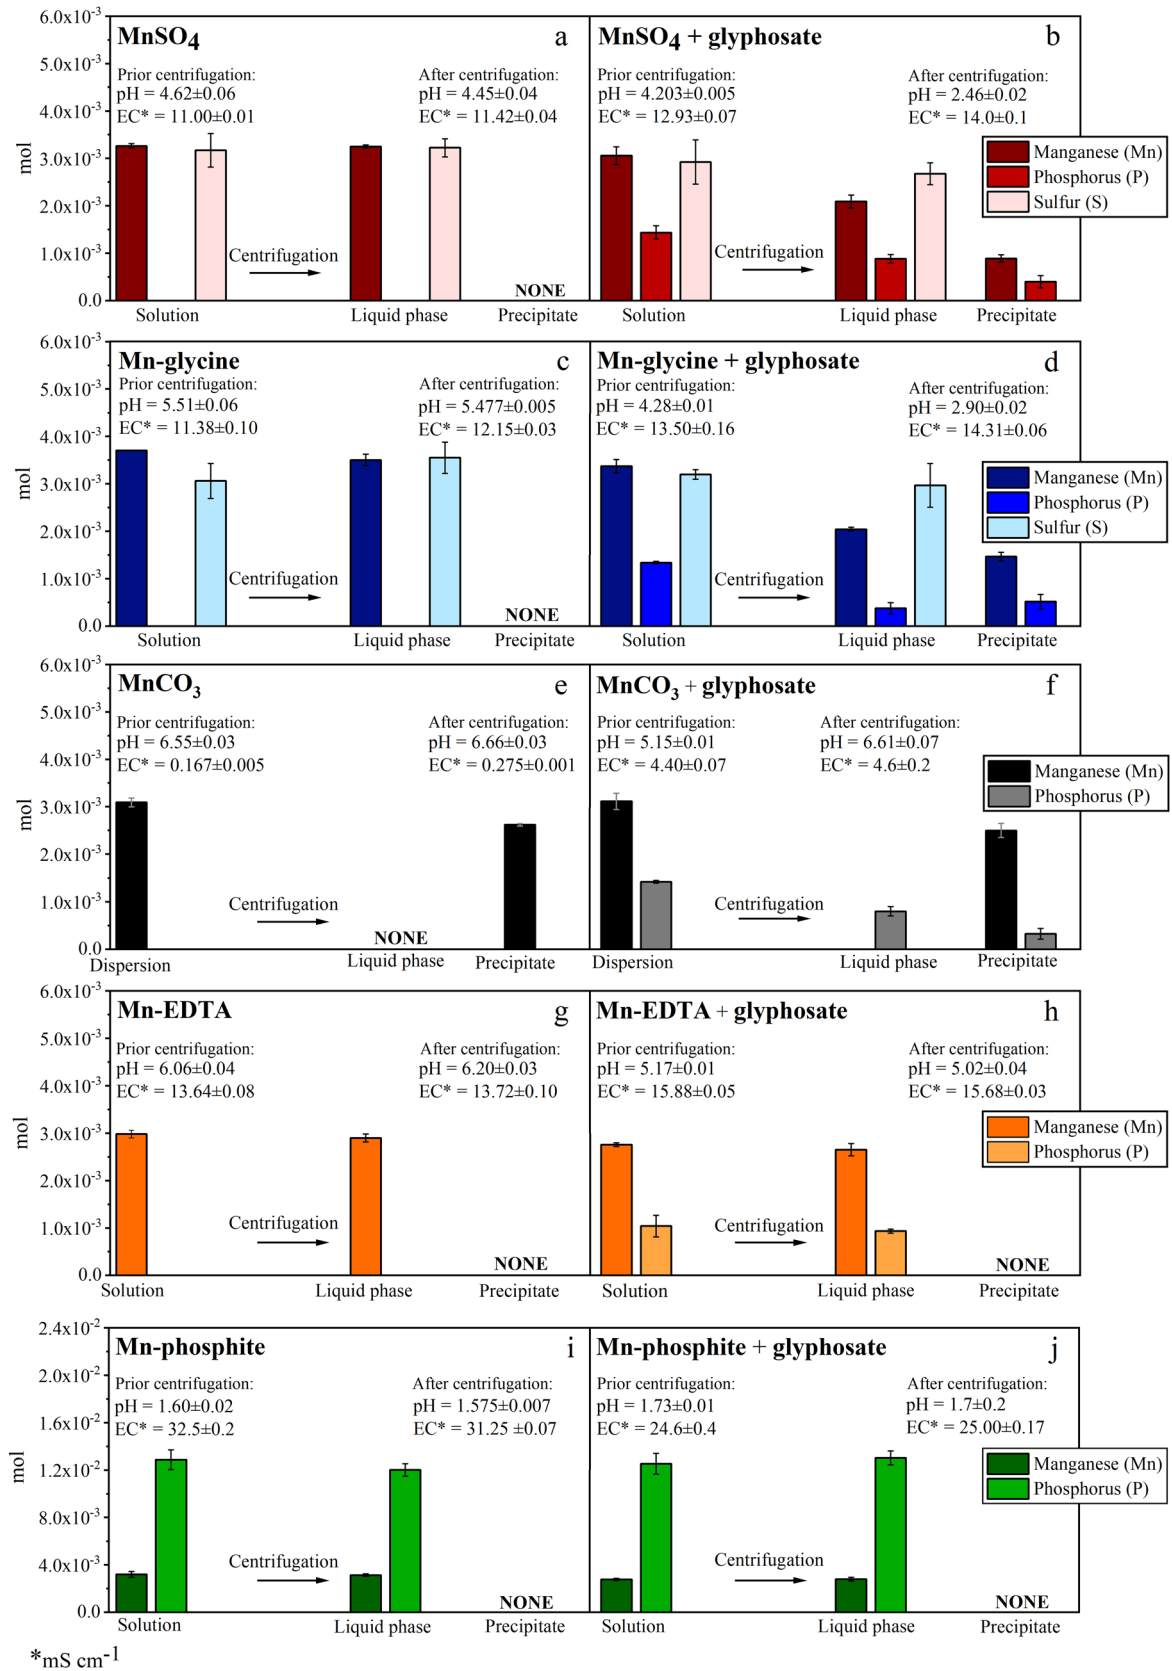 MnSO4 a
Prior centrifugation: After centrifugation:
pH = 4.62±0.06 pH = 4.45±0.04
EC* = 11.00±0.01 EC* = 11.42±0.04
MnSO4 + glyphosate b
Prior centrifugation: After centrifugation:
pH = 4.203±0.005 pH = 2.46±0.02
EC* = 12.93±0.07 EC* = 14.0±0.1
6.0x10-3
5.0x10-3
4.0x10-3
3.0x10-3
2.0x10-3
1.0x10-3
0.0
mol
Centrifugation
NONE
Centrifugation
Manganese (Mn)
Phosphorus (P)
Sulfur (S)
Solution Liquid phase Precipitate Solution Liquid phase Precipitate
Mn-glycine c
Prior centrifugation: After centrifugation:
pH = 5.51±0.06 pH = 5.477±0.005
EC* = 11.38±0.10 EC* = 12.15±0.03
Mn-glycine + glyphosate d
Prior centrifugation: After centrifugation:
pH = 4.28±0.01 pH = 2.90±0.02
EC* = 13.50±0.16 EC* = 14.31±0.06
6.0x10-3
5.0x10-3
4.0x10-3
3.0x10-3
2.0x10-3
1.0x10-3
0.0
mol
Centrifugation
NONE
Centrifugation
Manganese (Mn)
Phosphorus (P)
Sulfur (S)
Solution Liquid phase Precipitate Solution Liquid phase Precipitate
MnCO3 e
Prior centrifugation: After centrifugation:
pH = 6.55±0.03 pH = 6.66±0.03
EC* = 0.167±0.005 EC* = 0.275±0.001
MnCO3 + glyphosate f
Prior centrifugation: After centrifugation:
pH = 5.15±0.01 pH = 6.61±0.07
EC* = 4.40±0.07 EC* = 4.6±0.2
6.0x10-3
5.0x10-3
4.0x10-3
3.0x10-3
2.0x10-3
1.0x10-3
0.0
mol
Centrifugation
NONE
Centrifugation
Manganese (Mn)
Phosphorus (P)
Dispersion Liquid phase Precipitate Dispersion Liquid phase Precipitate
Mn-EDTA g
Prior centrifugation: After centrifugation:
pH = 6.06±0.04 pH = 6.20±0.03
EC* = 13.64±0.08 EC* = 13.72±0.10
Mn-EDTA + glyphosate h
Prior centrifugation: After centrifugation:
pH = 5.17±0.01 pH = 5.02±0.04
EC* = 15.88±0.05 EC* = 15.68±0.03
6.0x10-3
5.0x10-3
4.0x10-3
3.0x10-3
2.0x10-3
1.0x10-3
0.0
mol
Centrifugation
NONE
Centrifugation
NONE
Manganese (Mn)
Phosphorus (P)
Solution Liquid phase Precipitate Solution Liquid phase Precipitate
Mn-phosphite i
Prior centrifugation: After centrifugation:
pH = 1.60±0.02 pH = 1.575±0.007
EC* = 32.5±0.2 EC* = 31.25 ±0.07
Mn-phosphite + glyphosate j
Prior centrifugation: After centrifugation:
pH = 1.73±0.01 pH = 1.7±0.2
EC* = 24.6±0.4 EC* = 25.00±0.17
2.4x10-2
2.0x10-2
1.6x10-2
1.2x10-2
8.0x10-3
4.0x10-3
0.0
mol
Centrifugation
NONE
Centrifugation
NONE
Manganese (Mn)
Phosphorus (P)
Solution Liquid phase Precipitate Solution Liquid phase Precipitate
*mS cm-1